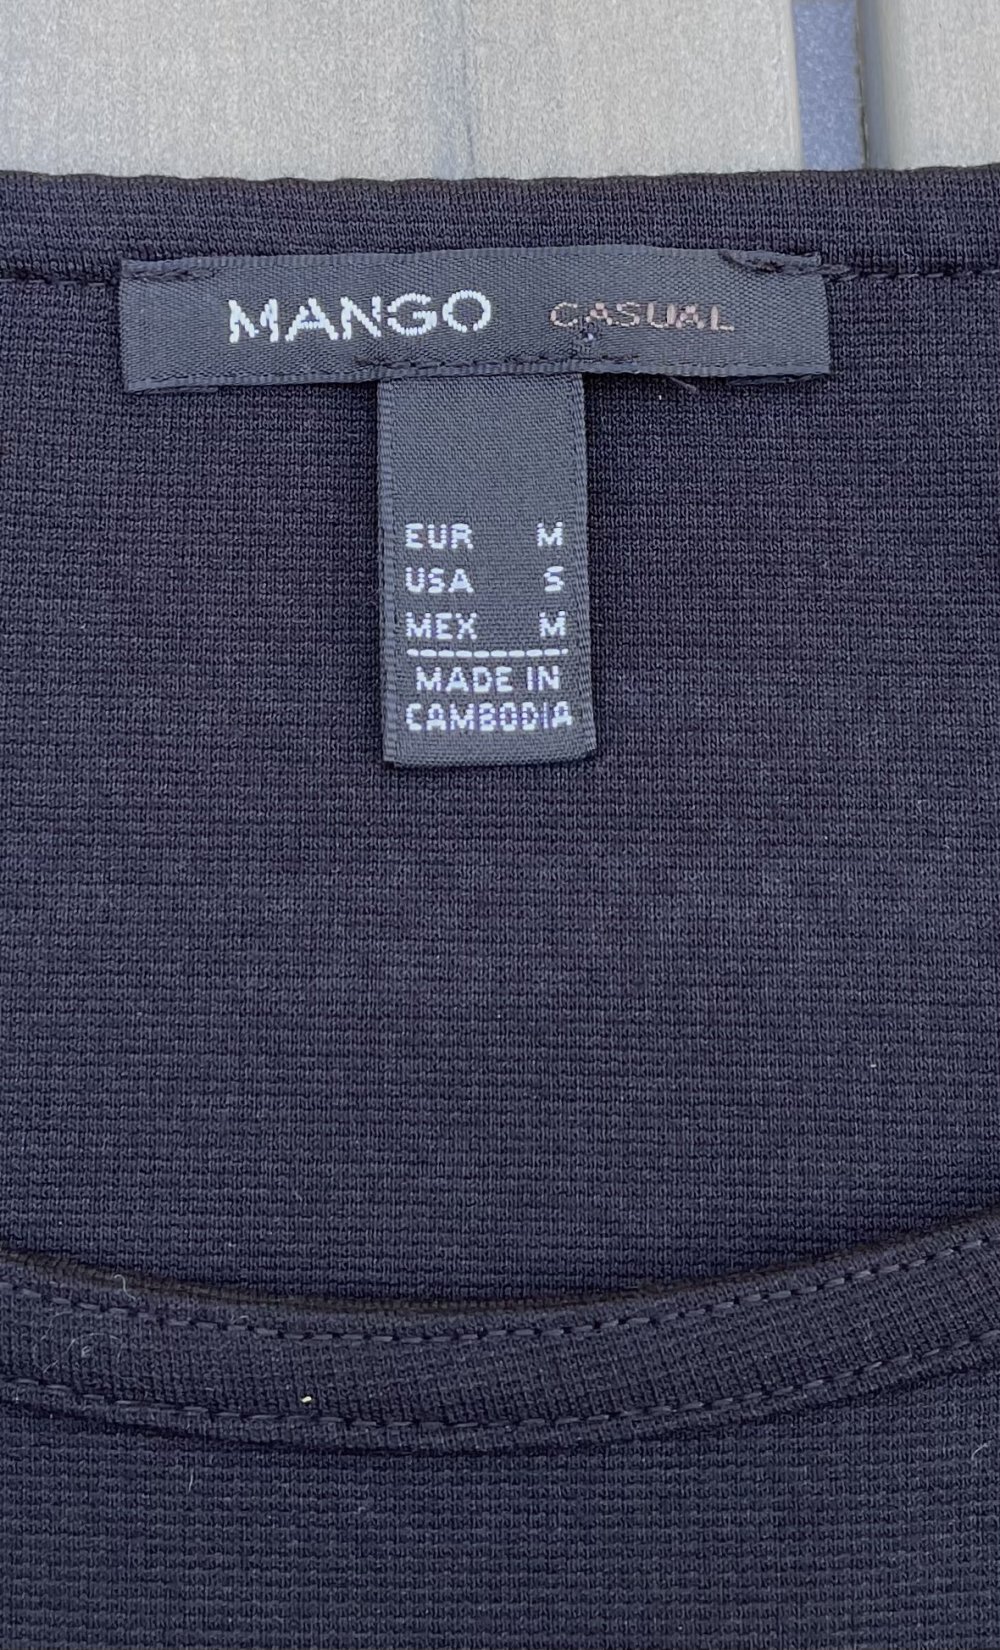 MANGO CASUAL
EUR M
USA S
MEX M
MADE IN
CAMBODIA